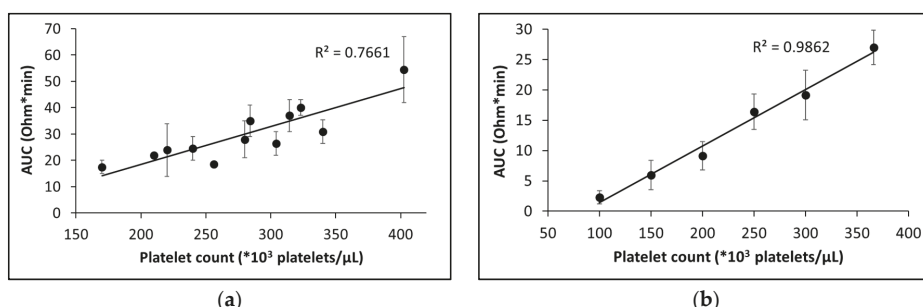 70
60
50
40
30
20
10
0
AUC (Ohm*min)
R² = 0.7661
150 200 250 300 350 400
Platelet count (*10³ platelets/µL)
(a)
30
25
20
15
10
5
0
AUC (Ohm*min)
R² = 0.9862
50 100 150 200 250 300 350 400
Platelet count (*10³ platelets/µL)
(b)